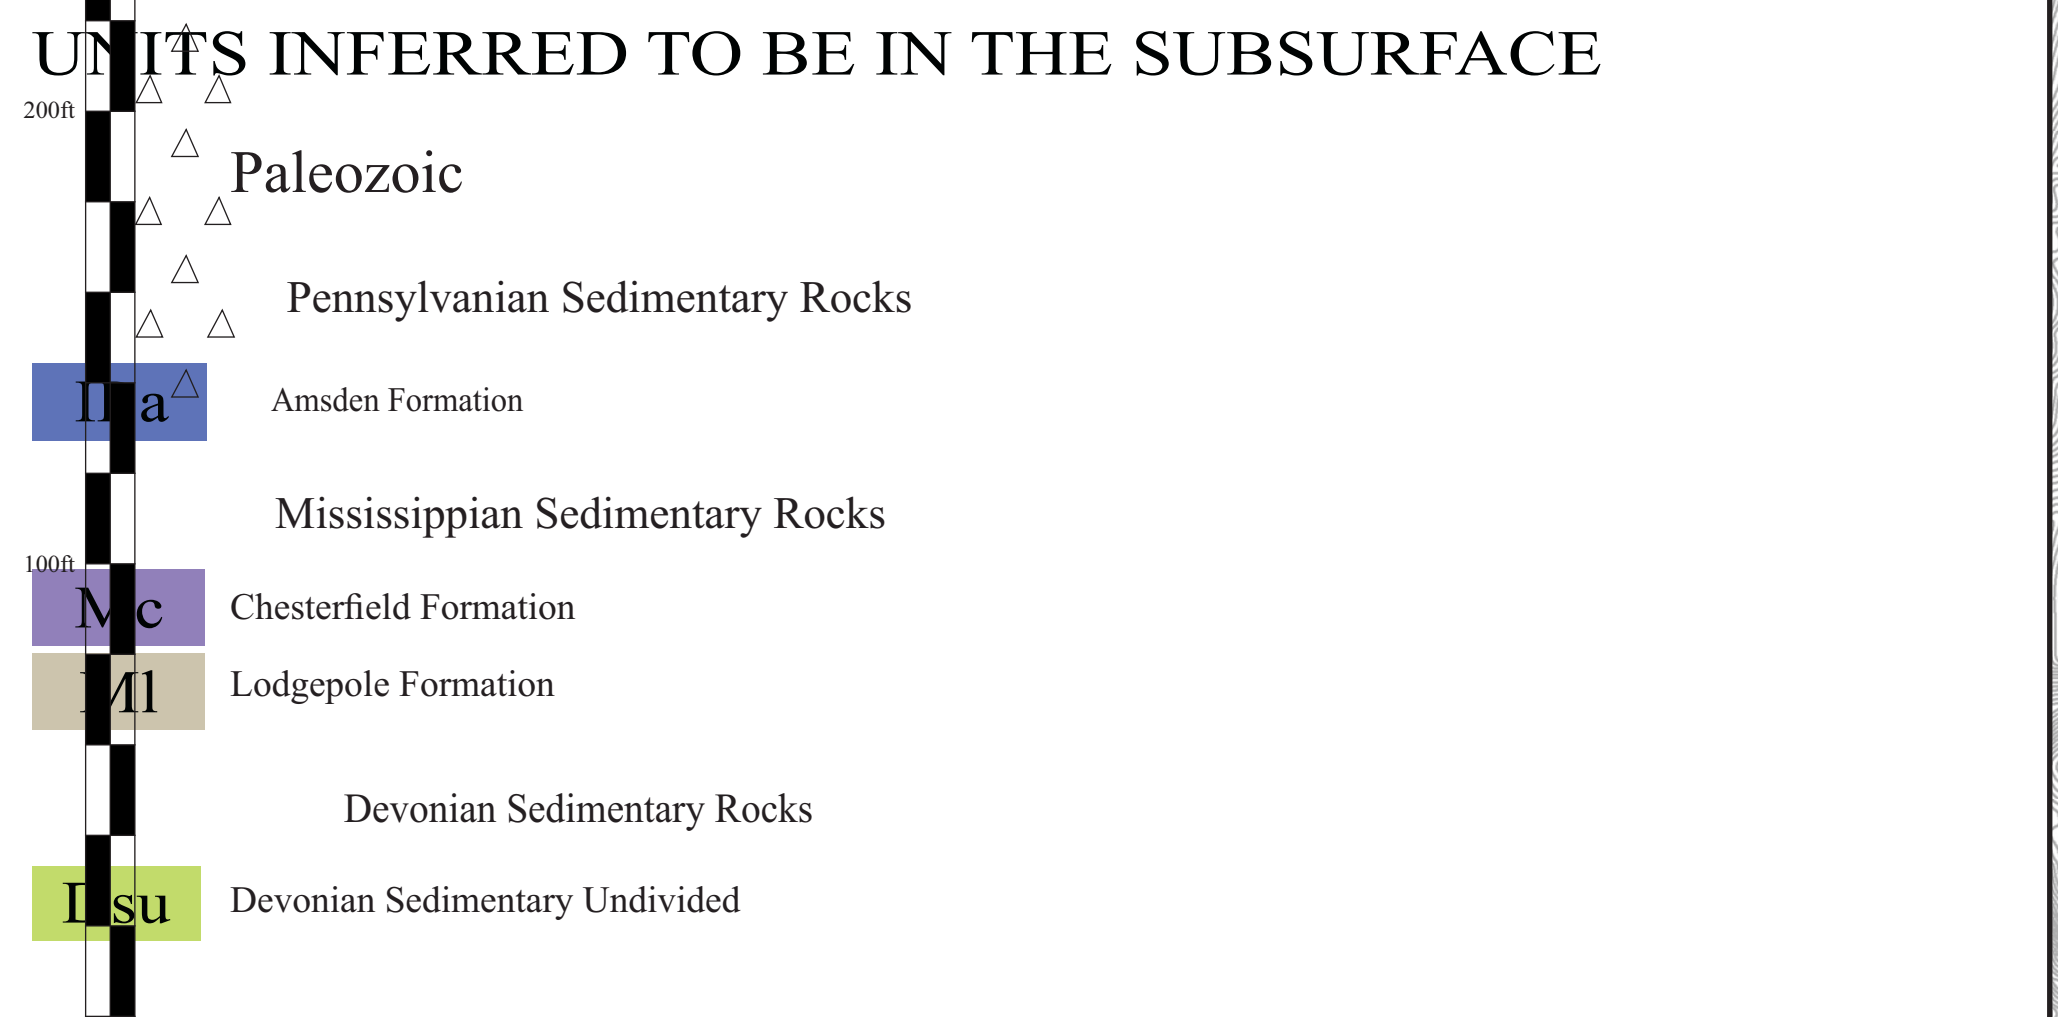 UNITS INFERRED TO BE IN THE SUBSURFACE
200ft
Paleozoic
Pennsylvanian Sedimentary Rocks
Amsden Formation
Mississippian Sedimentary Rocks
100ft
Mc Chesterfield Formation
Ml Lodgepole Formation
Devonian Sedimentary Rocks
Dsu Devonian Sedimentary Undivided